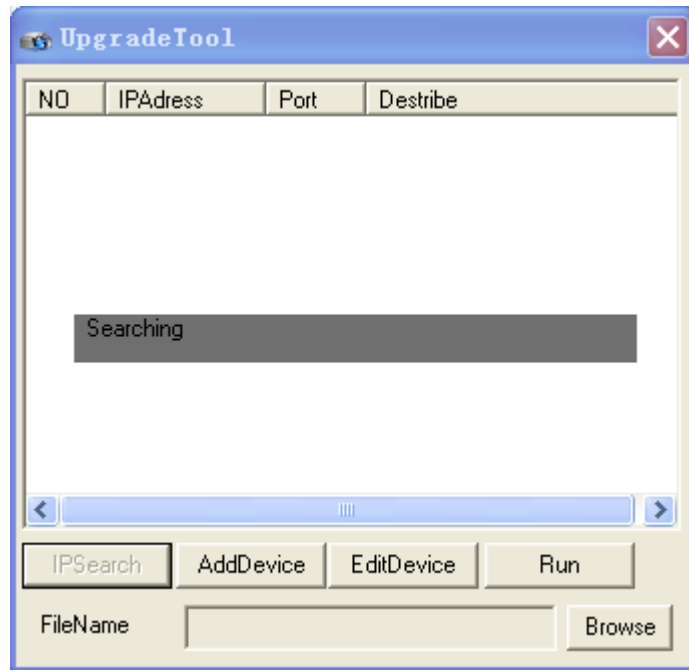 UpgradeTool
NO IPAdress Port Destribe
Searching
IPSearch AddDevice EditDevice Run
FileName Browse